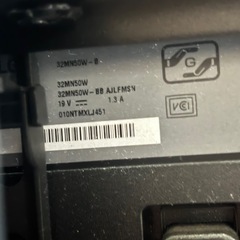 32MN50W-B
32MN50W
32MN50W-BB AJLFMSN
19 V ⎓ 1.3 A
010NTMXLJ451
G
VCCI